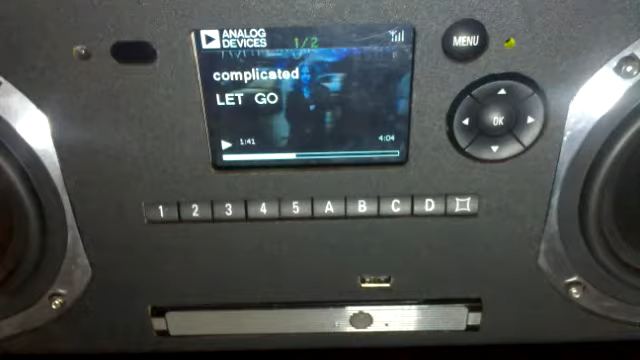 ANALOG
DEVICES
1/2
complicated
LET GO
1:41
4:04
MENU
OK
1 2 3 4 5 A B C D